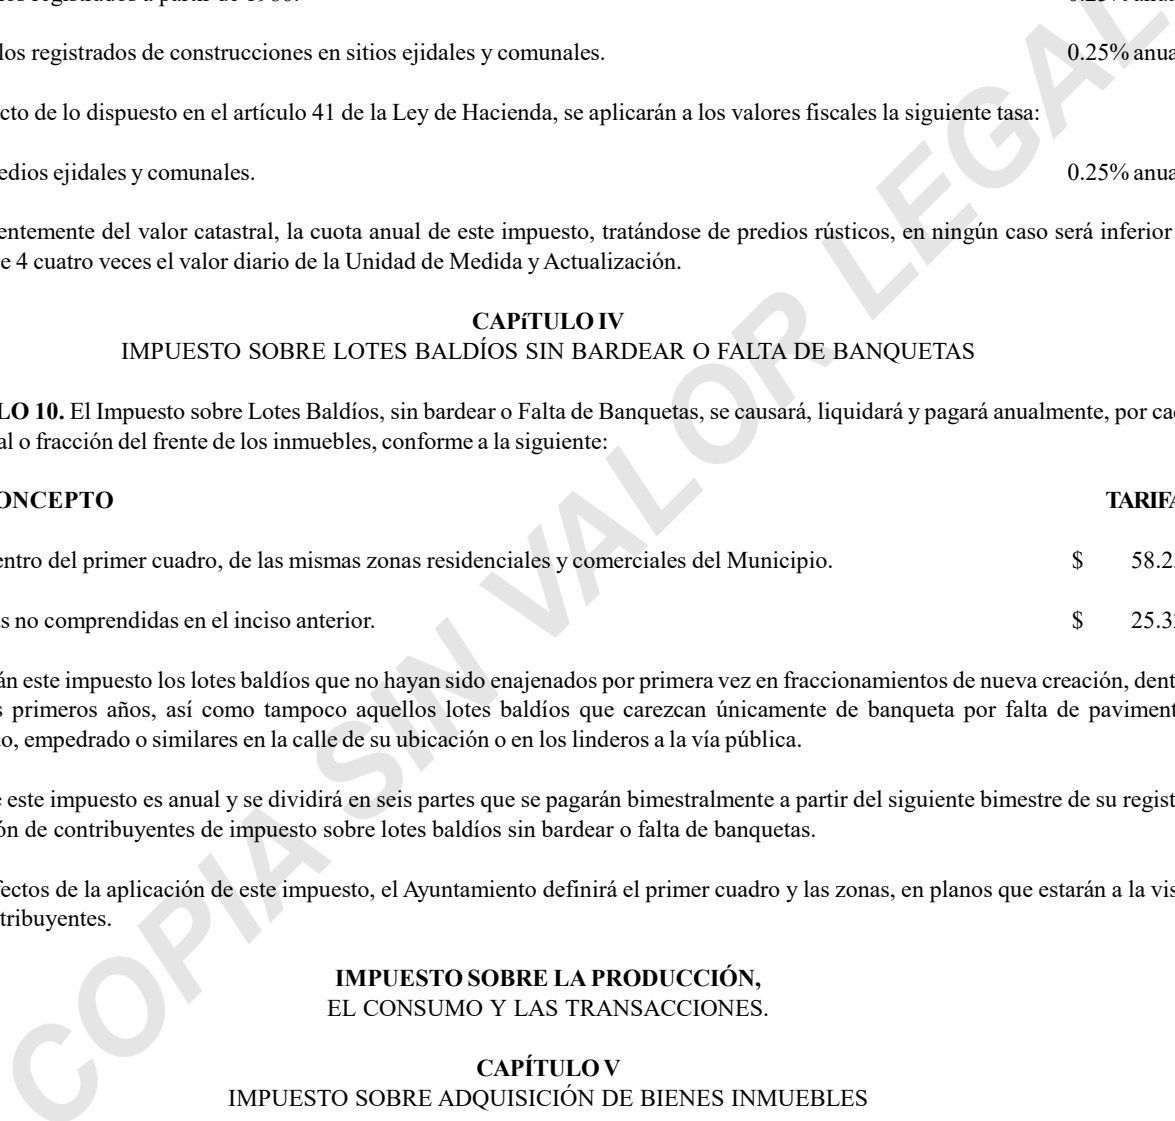 los registrados de construcciones en sitios ejidales y comunales. 0.25% anua
cto de lo dispuesto en el artículo 41 de la Ley de Hacienda, se aplicarán a los valores fiscales la siguiente tasa:
edios ejidales y comunales. 0.25% anua
entemente del valor catastral, la cuota anual de este impuesto, tratándose de predios rústicos, en ningún caso será inferior
e 4 cuatro veces el valor diario de la Unidad de Medida y Actualización.
CAPíTULO IV
IMPUESTO SOBRE LOTES BALDÍOS SIN BARDEAR O FALTA DE BANQUETAS
LO 10. El Impuesto sobre Lotes Baldíos, sin bardear o Falta de Banquetas, se causará, liquidará y pagará anualmente, por cad
al o fracción del frente de los inmuebles, conforme a la siguiente:
ONCEPTO TARIFA
entro del primer cuadro, de las mismas zonas residenciales y comerciales del Municipio. $ 58.2
s no comprendidas en el inciso anterior. $ 25.3
án este impuesto los lotes baldíos que no hayan sido enajenados por primera vez en fraccionamientos de nueva creación, dent
s primeros años, así como tampoco aquellos lotes baldíos que carezcan únicamente de banqueta por falta de paviment
o, empedrado o similares en la calle de su ubicación o en los linderos a la vía pública.
e este impuesto es anual y se dividirá en seis partes que se pagarán bimestralmente a partir del siguiente bimestre de su regist
ón de contribuyentes de impuesto sobre lotes baldíos sin bardear o falta de banquetas.
fectos de la aplicación de este impuesto, el Ayuntamiento definirá el primer cuadro y las zonas, en planos que estarán a la vis
tribuyentes.
IMPUESTO SOBRE LA PRODUCCIÓN,
EL CONSUMO Y LAS TRANSACCIONES.
CAPÍTULO V
IMPUESTO SOBRE ADQUISICIÓN DE BIENES INMUEBLES
COPIA SIN VALOR LEGAL